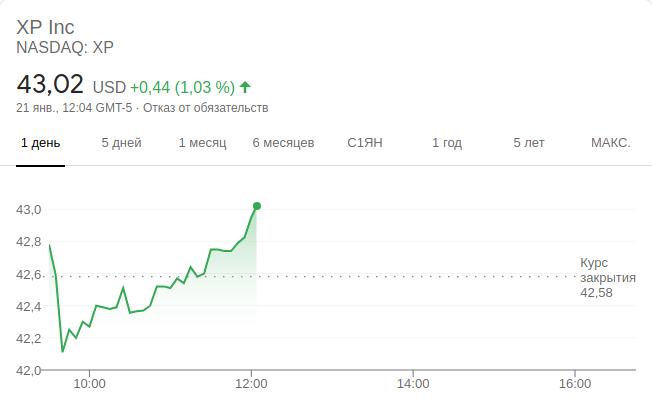 XP Inc
NASDAQ: XP
43,02 USD +0,44 (1,03 %)
21 янв., 12:04 GMT-5 · Отказ от обязательств
1 день 5 дней 1 месяц 6 месяцев С1ЯН 1 год 5 лет МАКС.
43,0
42,8
42,6
42,4
42,2
42,0
Курс
закрытия
42,58
10:00 12:00 14:00 16:00